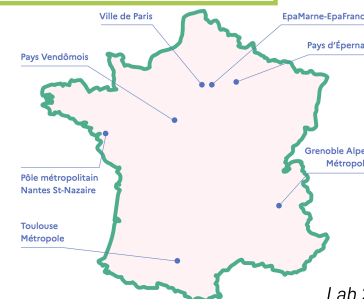 Ville de Paris
EpaMarne-EpaFranc
Pays d'Éperna
Pays Vendômois
Grenoble Alpe
Métropol
Pôle métropolitain
Nantes St-Nazaire
Toulouse
Métropole
Lab